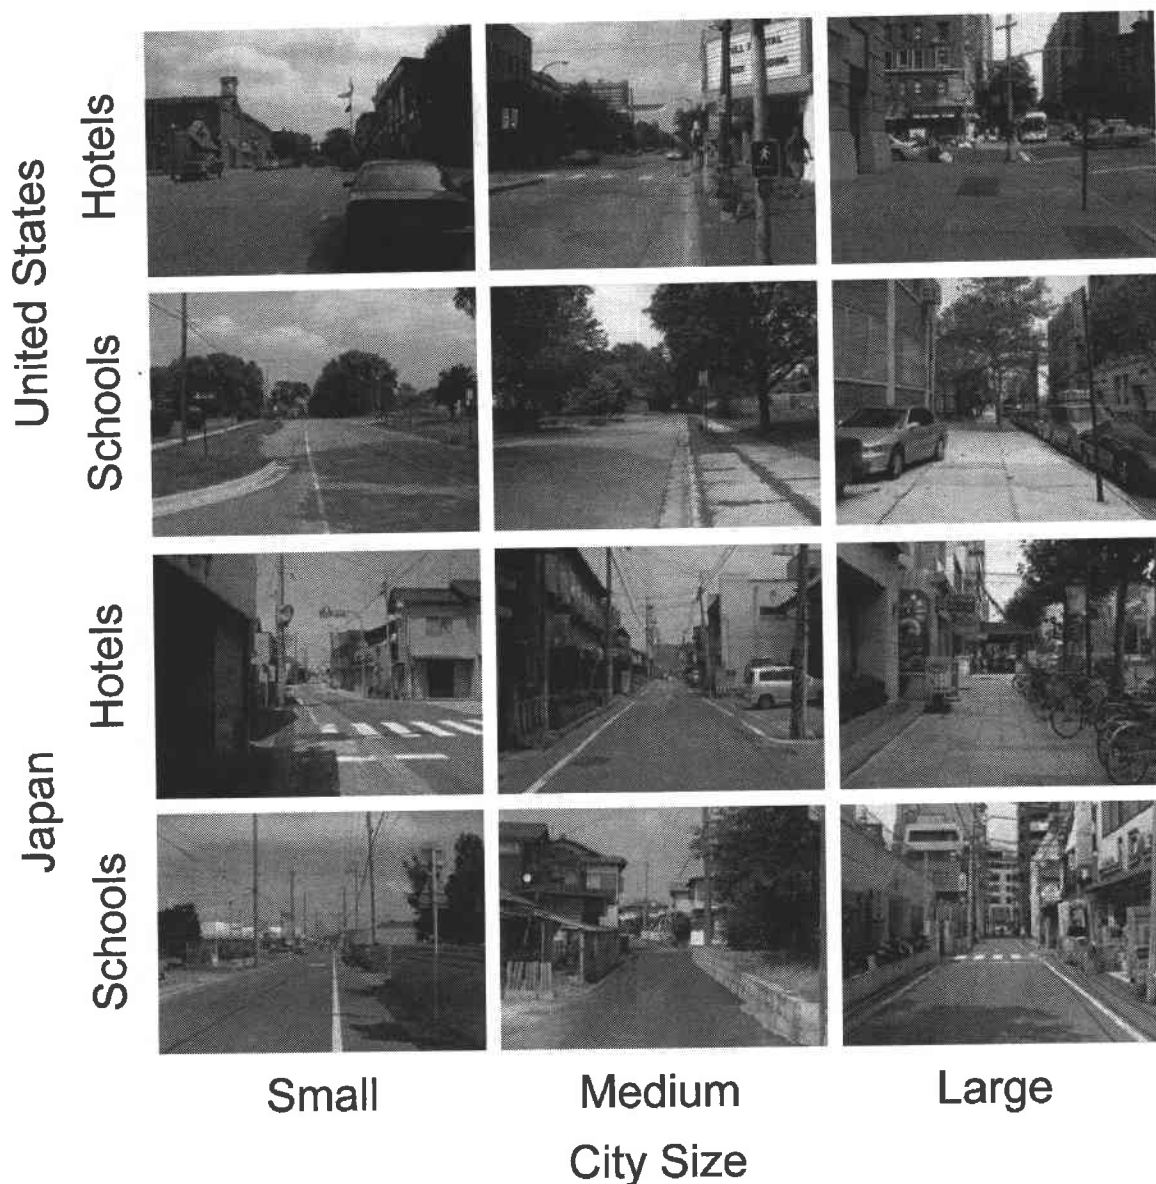 United States
Hotels
Schools
Japan
Hotels
Schools
Small
Medium
Large
City Size